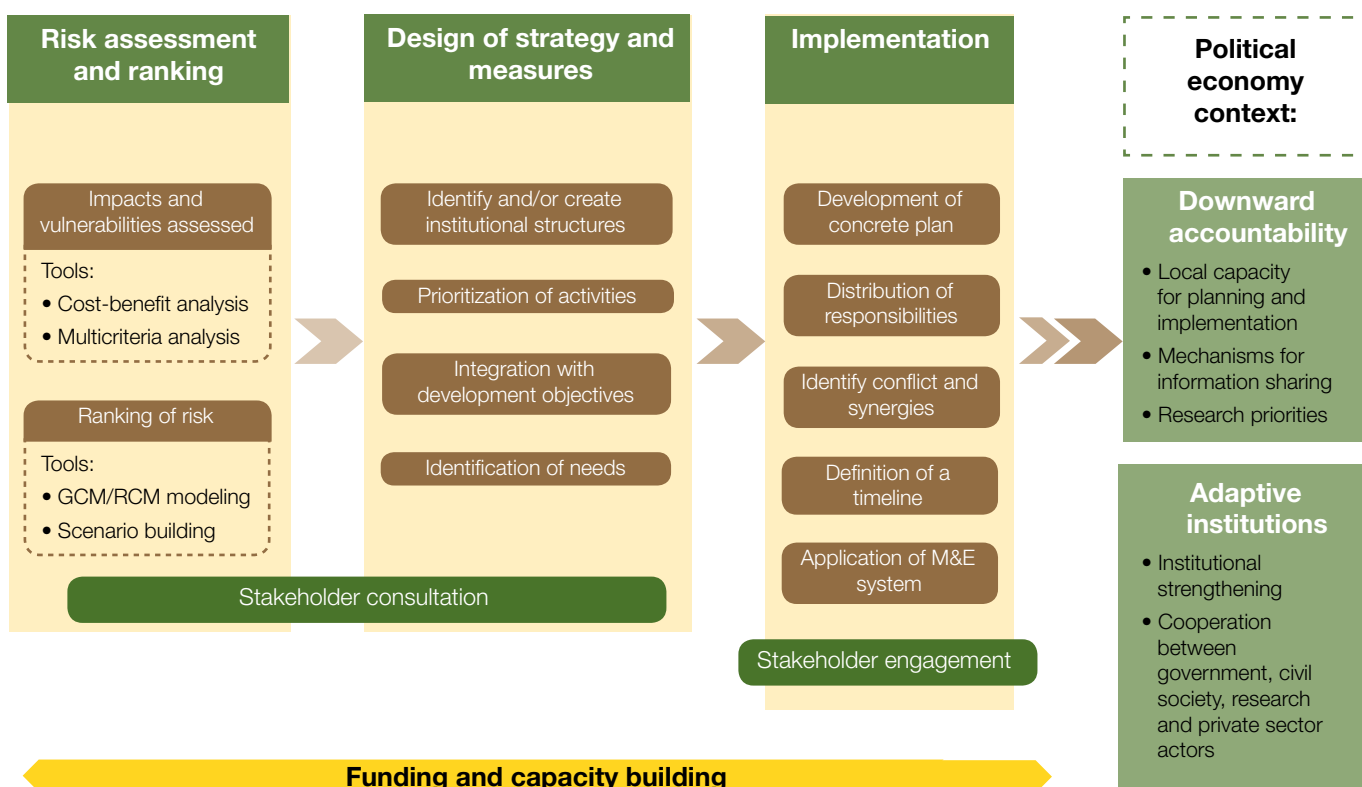 Risk assessment
and ranking
Impacts and
vulnerabilities assessed
Tools:
• Cost-benefit analysis
• Multicriteria analysis
Ranking of risk
Tools:
• GCM/RCM modeling
• Scenario building
Design of strategy and
measures
Identify and/or create
institutional structures
Prioritization of activities
Integration with
development objectives
Identification of needs
Stakeholder consultation
Implementation
Development of
concrete plan
Distribution of
responsibilities
Identify conflict and
synergies
Definition of a
timeline
Application of M&E
system
Stakeholder engagement
Political
economy
context:
Downward
accountability
• Local capacity
for planning and
implementation
• Mechanisms for
information sharing
• Research priorities
Adaptive
institutions
• Institutional
strengthening
• Cooperation
between
government, civil
society, research
and private sector
actors
Funding and capacity building